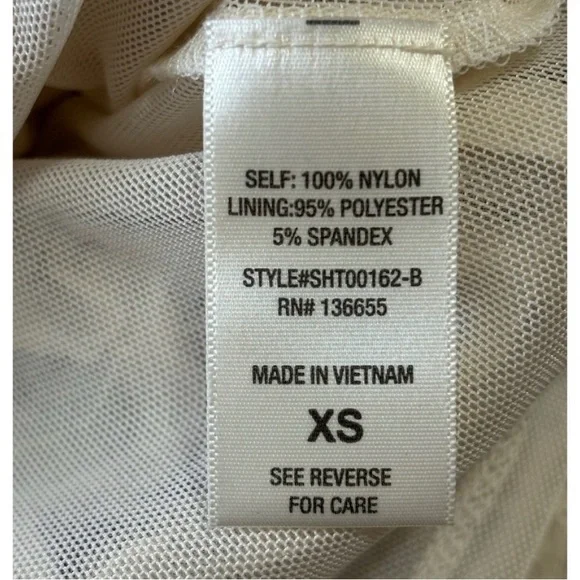 SELF: 100% NYLON
LINING:95% POLYESTER
5% SPANDEX
STYLE#SHT00162-B
RN# 136655
MADE IN VIETNAM
XS
SEE REVERSE
FOR CARE